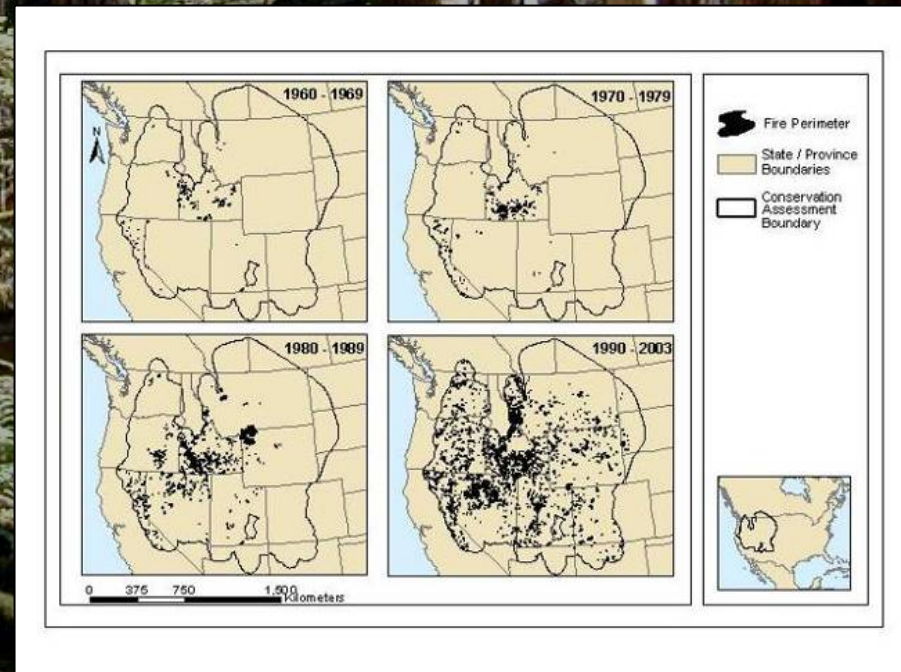 1960 - 1969
N
1970 - 1979
1980 - 1989
1990 - 2003
0 375 750 1,500
Kilometers
Fire Perimeter
State / Province
Boundaries
Conservation
Assessment
Boundary